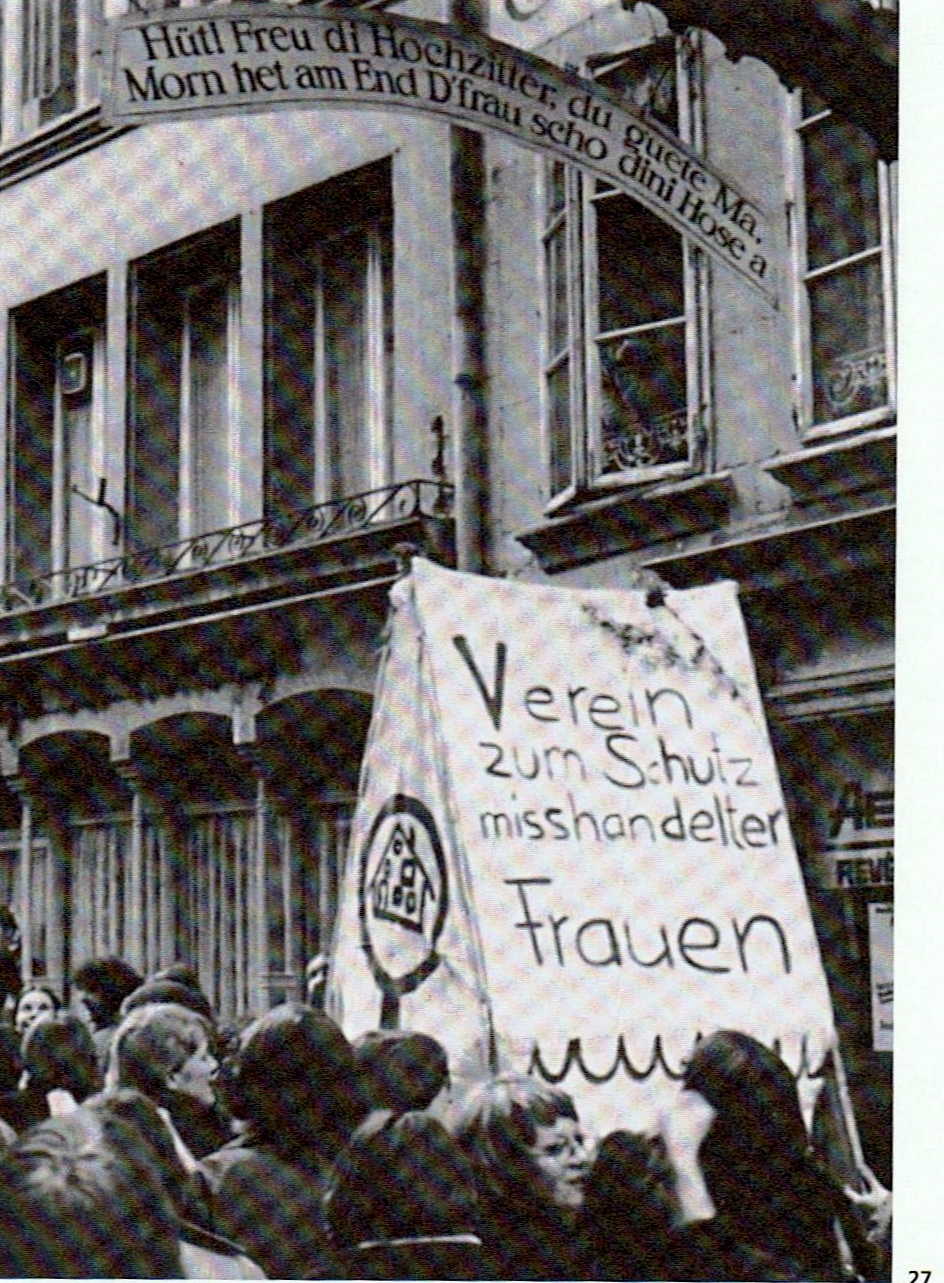 Hüt! Freu di Hochziiter, du guete Ma,
Morn het am End D'frau scho dini Hose a
Verein
zum Schutz
misshandelter
Frauen
27